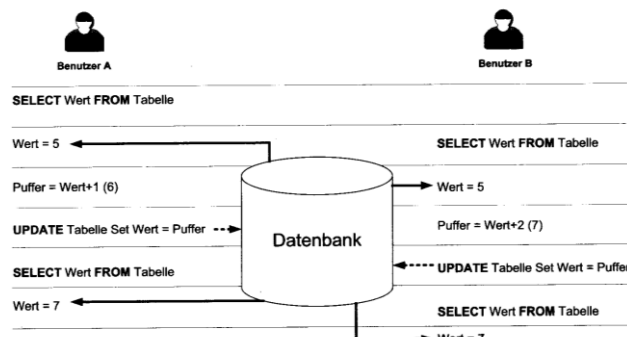 Benutzer A
Benutzer B
SELECT Wert FROM Tabelle
Wert = 5
SELECT Wert FROM Tabelle
Puffer = Wert+1 (6)
Wert = 5
UPDATE Tabelle Set Wert = Puffer
Puffer = Wert+2 (7)
Datenbank
SELECT Wert FROM Tabelle
UPDATE Tabelle Set Wert = Puffer
Wert = 7
SELECT Wert FROM Tabelle
Wert = 7